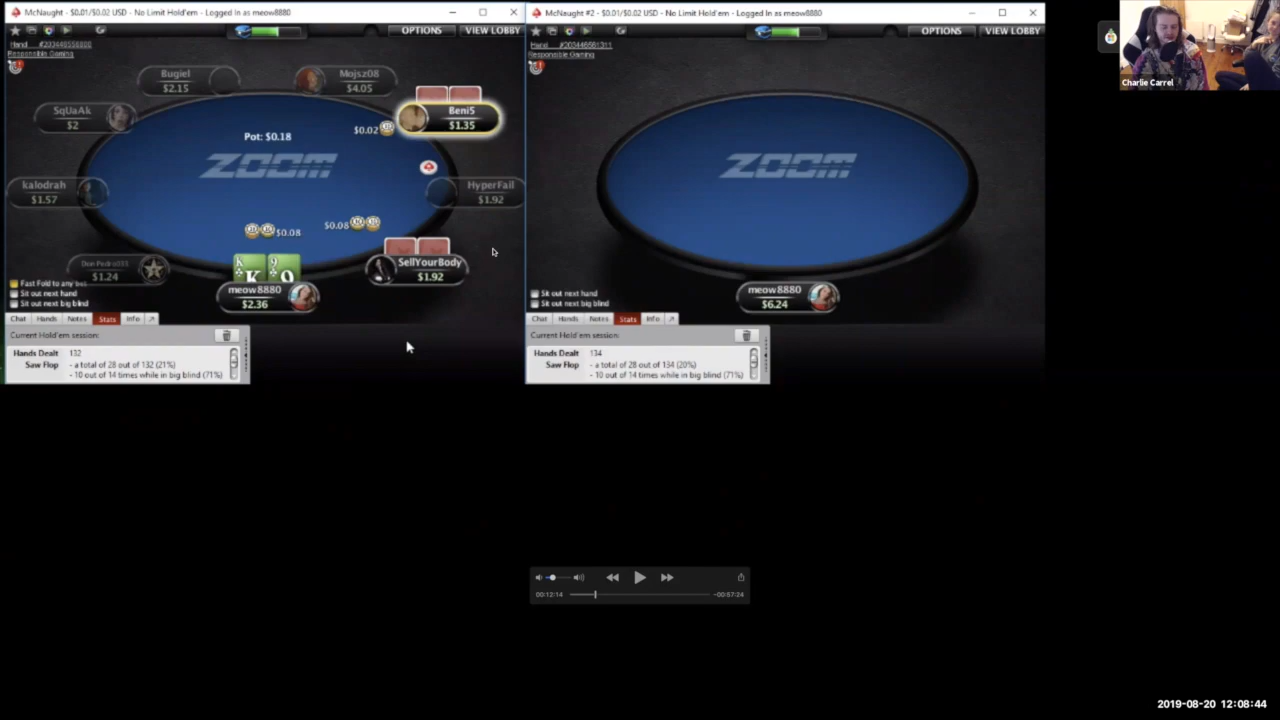 McNaught - $0.01/$0.02 USD - No Limit Hold'em - Logged In as meow8880
OPTIONS
VIEW LOBBY
Hand
Responsible Gaming
Bugiel
$2.15
Mojsz08
$4.05
SqUaAk
$2
Beni5
$1.35
Pot: $0.18
$0.02
ZOOM
kalodrah
$1.57
HyperFail
$1.92
$0.08
$0.08
$1.24
K
K
9
9
SellYourBody
$1.92
meow8880
$2.36
Fast Fold to any bet
Sit out next hand
Sit out next big blind
Chat
Hands
Notes
Stats
Info
Current Hold'em session:
Hands Dealt
132
Saw Flop
- a total of 28 out of 132 (21%)
- 10 out of 14 times while in big blind (71%)
McNaught #2 - $0.01/$0.02 USD - No Limit Hold'em - Logged In as meow8880
OPTIONS
VIEW LOBBY
Hand
Responsible Gaming
ZOOM
meow8880
$6.24
Sit out next hand
Sit out next big blind
Chat
Hands
Notes
Stats
Info
Current Hold'em session:
Hands Dealt
134
Saw Flop
- a total of 28 out of 134 (20%)
- 10 out of 14 times while in big blind (71%)
Charlie Carrel
00:12:14
-00:57:24
2019-08-20 12:08:44